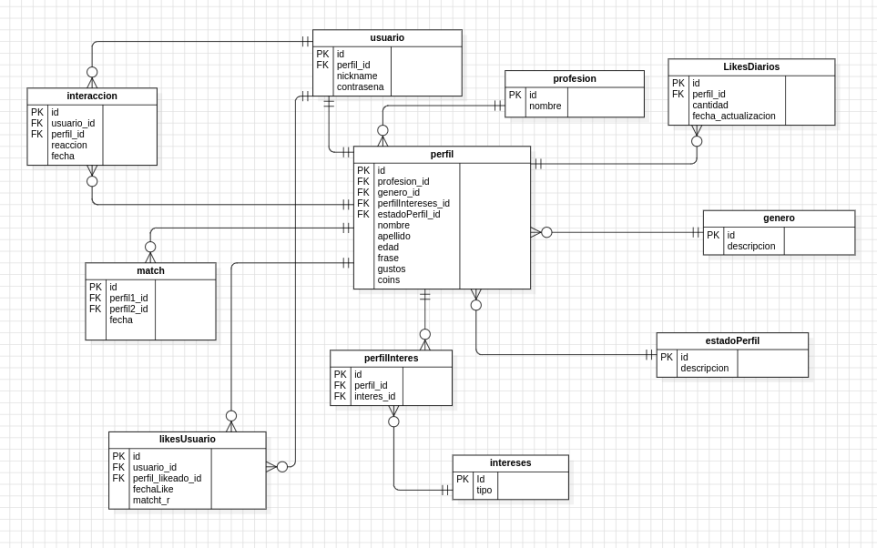 usuario
PK id
FK perfil_id
nickname
contrasena
profesion
PK id
nombre
LikesDiarios
PK id
FK perfil_id
cantidad
fecha_actualizacion
interaccion
PK id
FK usuario_id
FK perfil_id
reaccion
fecha
perfil
PK id
FK profesion_id
FK genero_id
FK perfilIntereses_id
FK estadoPerfil_id
nombre
apellido
edad
frase
gustos
coins
genero
PK id
descripcion
match
PK id
FK perfil1_id
FK perfil2_id
fecha
estadoPerfil
PK id
descripcion
perfilInteres
PK id
FK perfil_id
FK interes_id
likesUsuario
PK id
FK usuario_id
FK perfil_likeado_id
fechaLike
matcht_r
intereses
PK Id
tipo